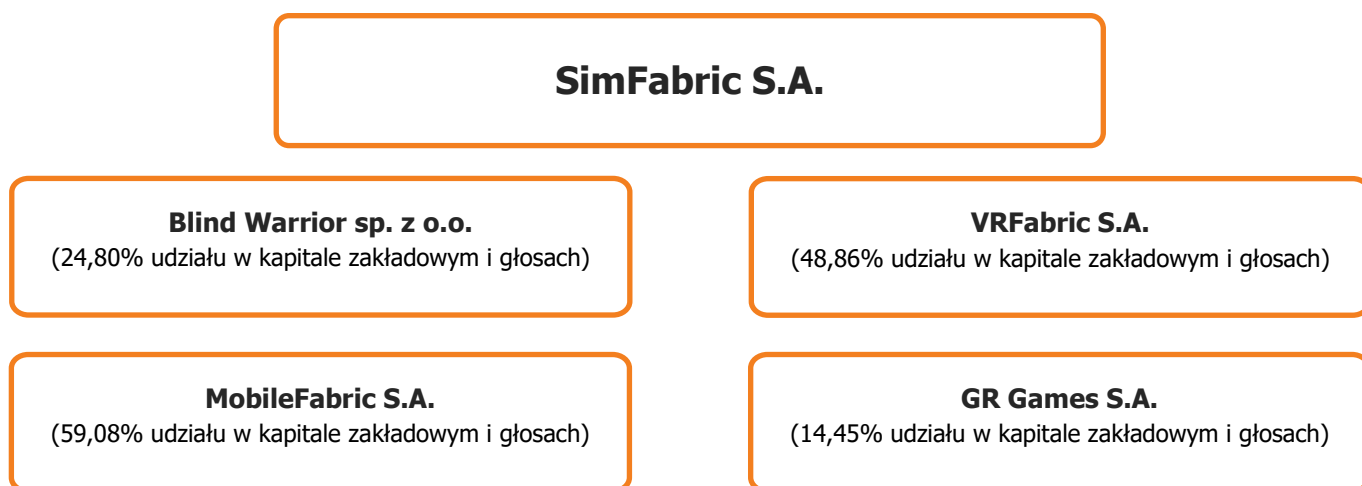 SimFabric S.A.
Blind Warrior sp. z o.o.
(24,80% udziału w kapitale zakładowym i głosach)
VRFabric S.A.
(48,86% udziału w kapitale zakładowym i głosach)
MobileFabric S.A.
(59,08% udziału w kapitale zakładowym i głosach)
GR Games S.A.
(14,45% udziału w kapitale zakładowym i głosach)